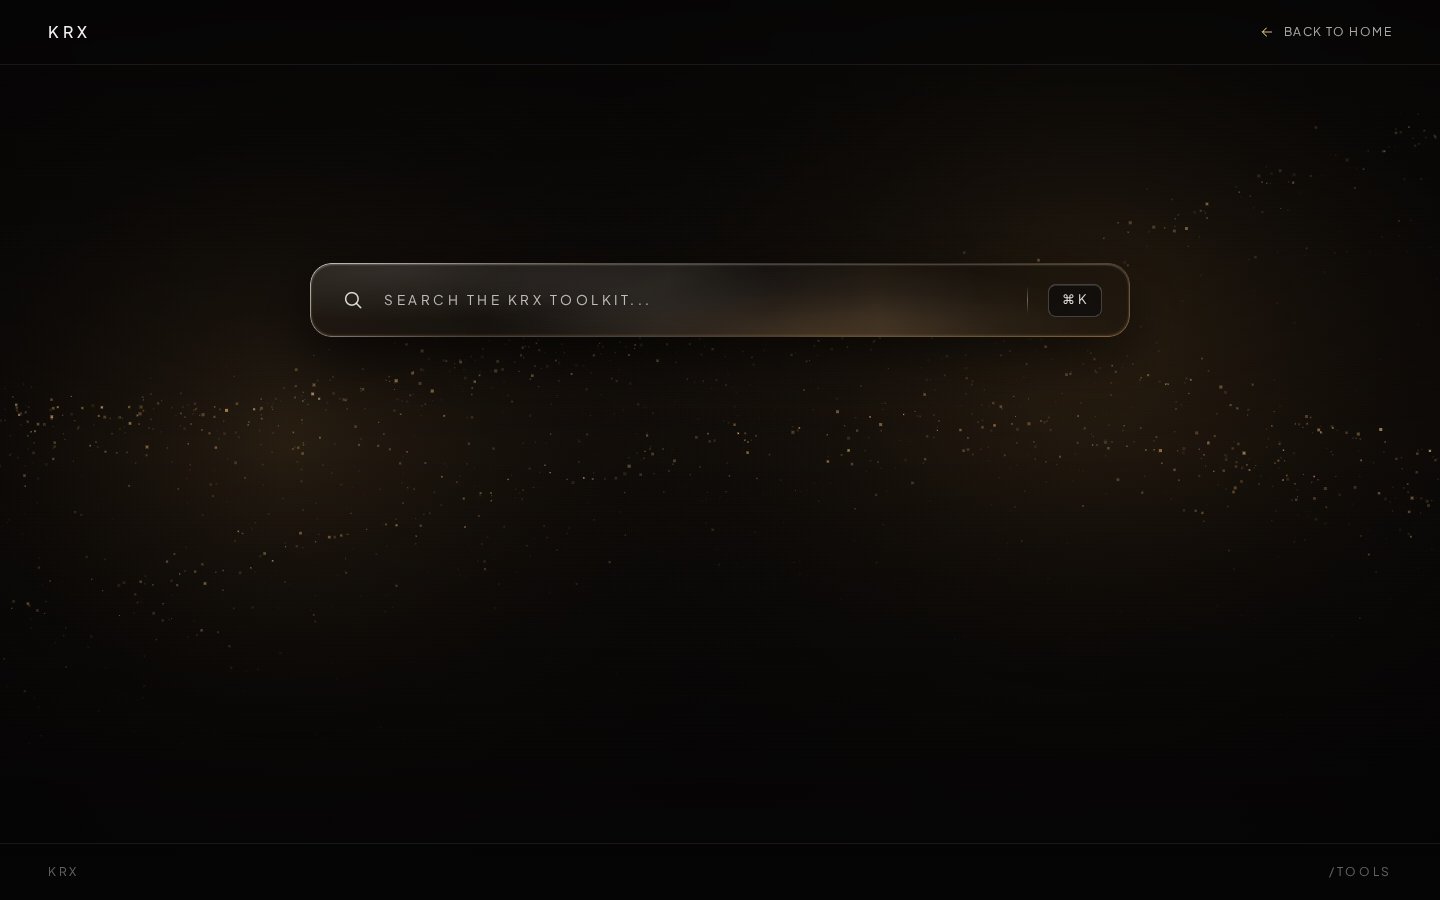 KRX
← BACK TO HOME
SEARCH THE KRX TOOLKIT...
⌘ K
KRX
/TOOLS